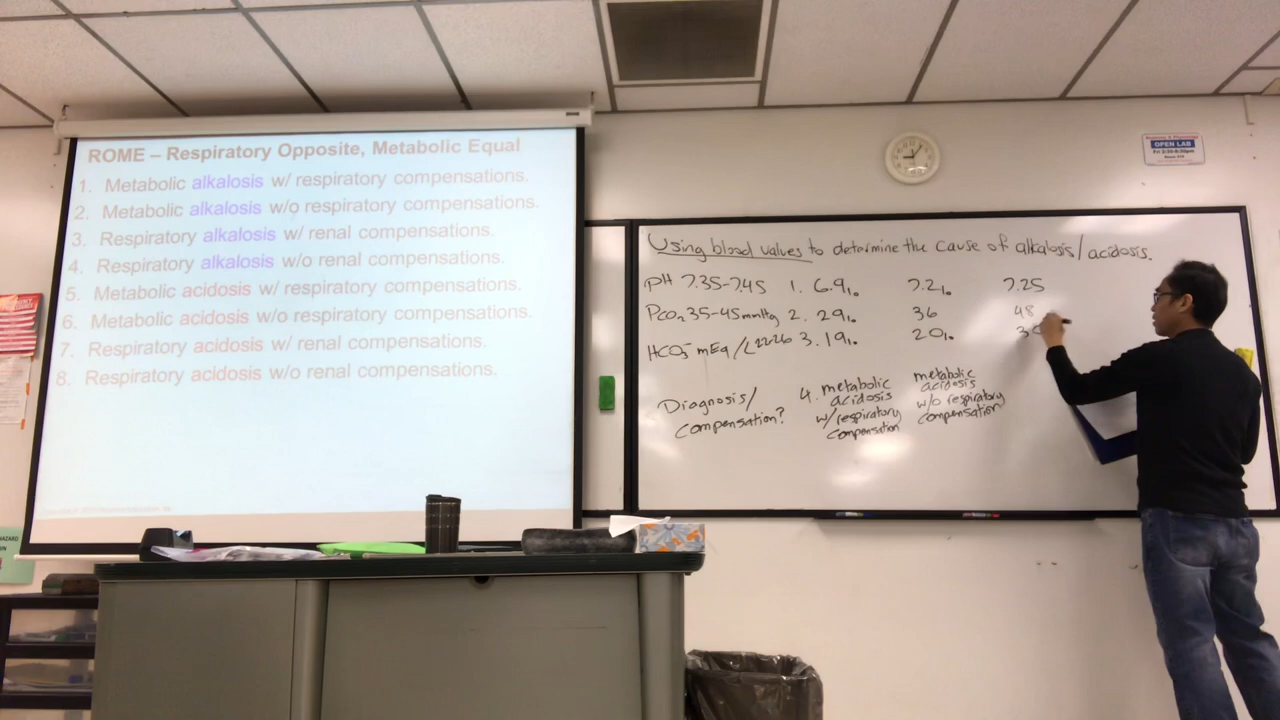 ROME – Respiratory Opposite, Metabolic Equal
1. Metabolic alkalosis w/ respiratory compensations.
2. Metabolic alkalosis w/o respiratory compensations.
3. Respiratory alkalosis w/ renal compensations.
4. Respiratory alkalosis w/o renal compensations.
5. Metabolic acidosis w/ respiratory compensations.
6. Metabolic acidosis w/o respiratory compensations.
7. Respiratory acidosis w/ renal compensations.
8. Respiratory acidosis w/o renal compensations.
OPEN LAB
Using blood values to determine the cause of alkalosis/acidosis.
pH 7.35-7.45 1. 6.9 7.2 7.25
Pco2 35-45mmHg 2. 29 36 48
HCO3- mEq/L 22-26 3. 19 20
Diagnosis/
compensation?
4. metabolic
acidosis
w/ respiratory
compensation
metabolic
acidosis
w/o respiratory
compensation